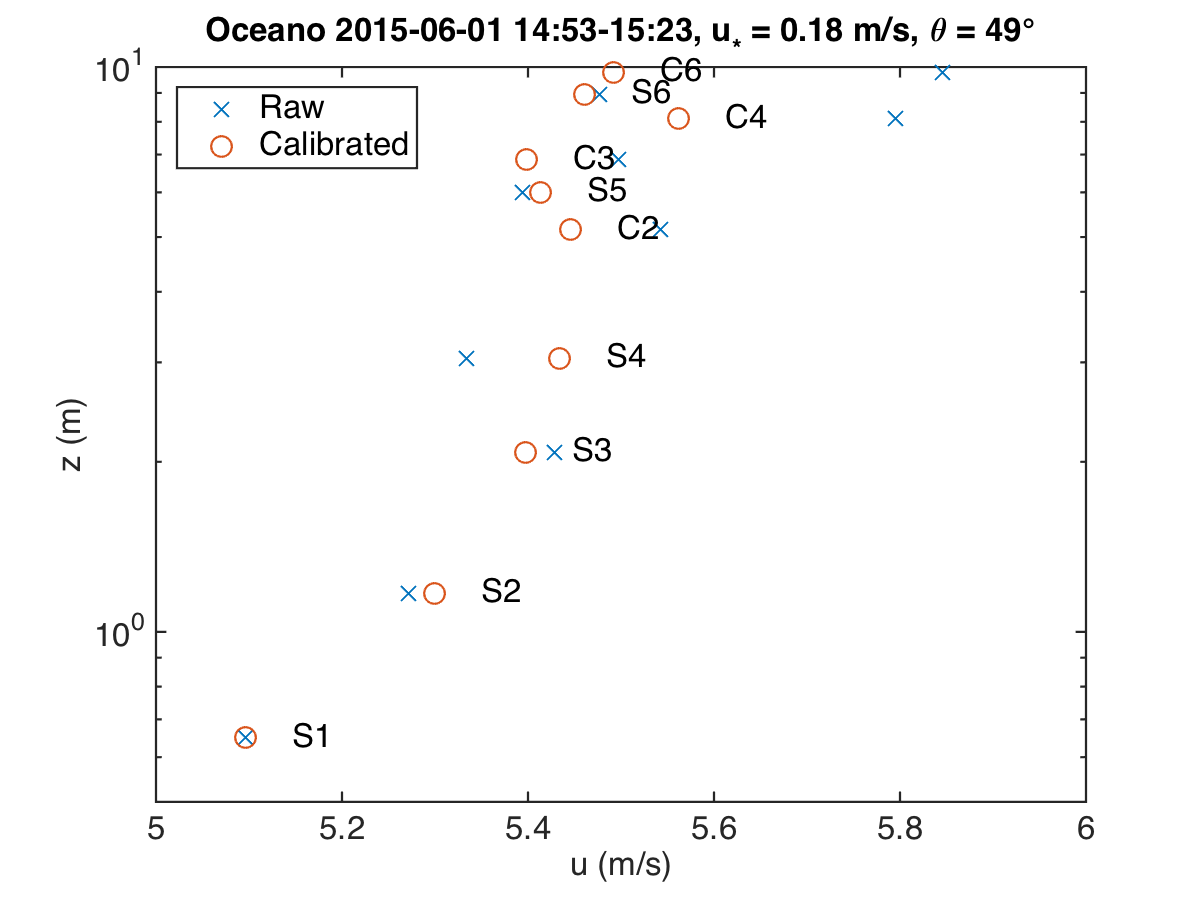 Oceano 2015-06-01 14:53-15:23, u* = 0.18 m/s, θ = 49°
10¹
Raw
Calibrated
C6
S6
C4
C3
S5
C2
S4
S3
S2
10⁰
S1
z (m)
5 5.2 5.4 5.6 5.8 6
u (m/s)